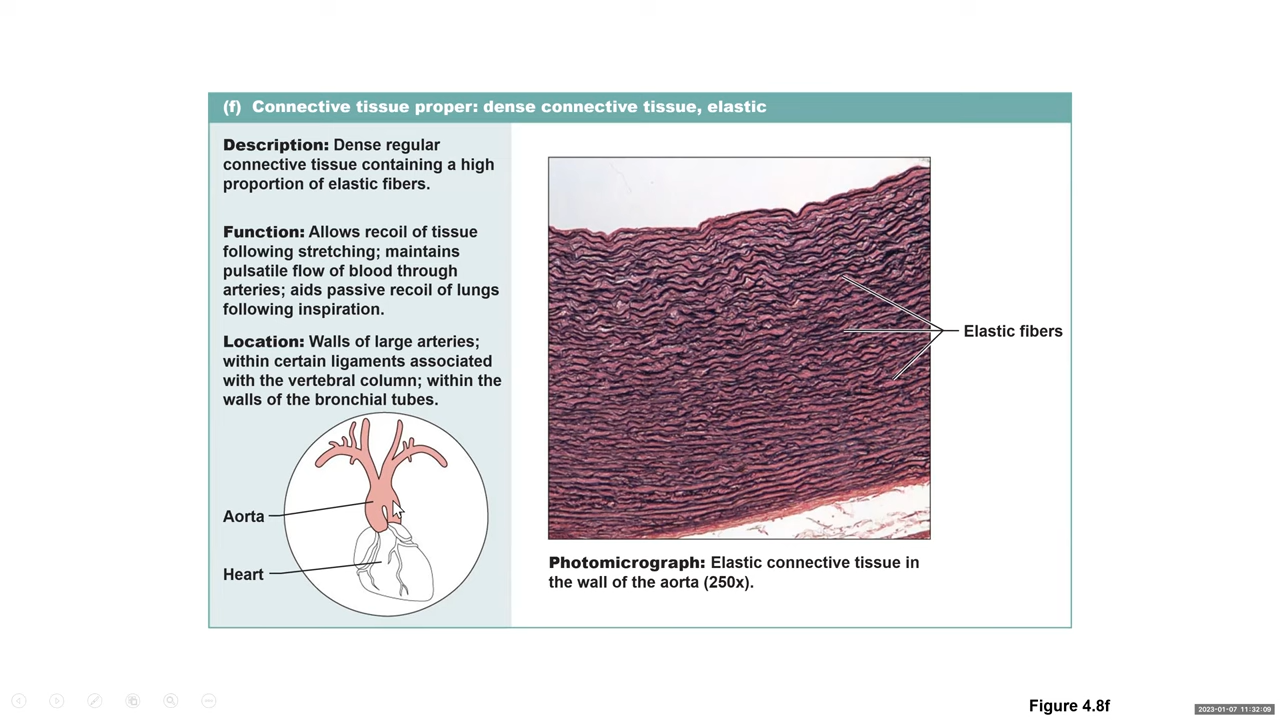 (f) Connective tissue proper: dense connective tissue, elastic
Description: Dense regular
connective tissue containing a high
proportion of elastic fibers.
Function: Allows recoil of tissue
following stretching; maintains
pulsatile flow of blood through
arteries; aids passive recoil of lungs
following inspiration.
Location: Walls of large arteries;
within certain ligaments associated
with the vertebral column; within the
walls of the bronchial tubes.
Aorta
Heart
Elastic fibers
Photomicrograph: Elastic connective tissue in
the wall of the aorta (250x).
Figure 4.8f
2023-01-07 11:32:09